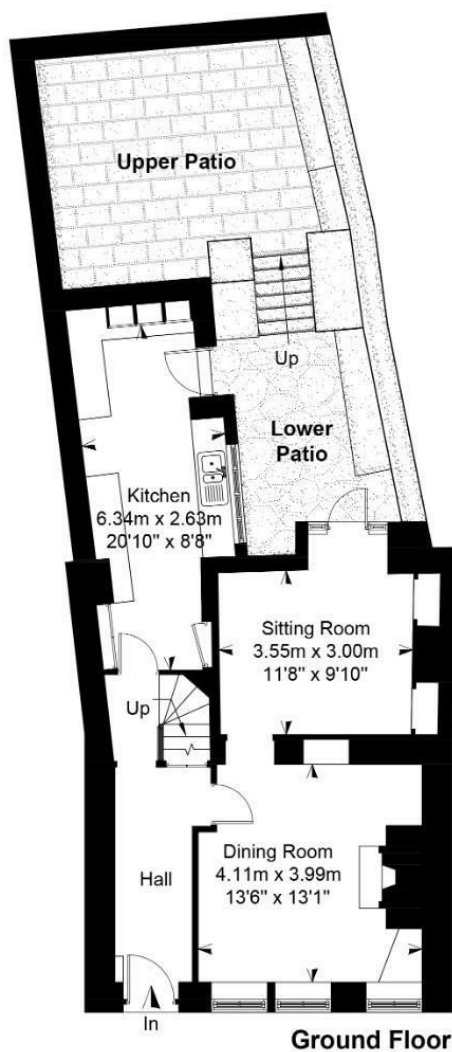 Upper Patio
Up
Lower
Patio
Kitchen
6.34m x 2.63m
20'10" x 8'8"
Sitting Room
3.55m x 3.00m
11'8" x 9'10"
Up
Dining Room
4.11m x 3.99m
13'6" x 13'1"
Hall
In
Ground Floor